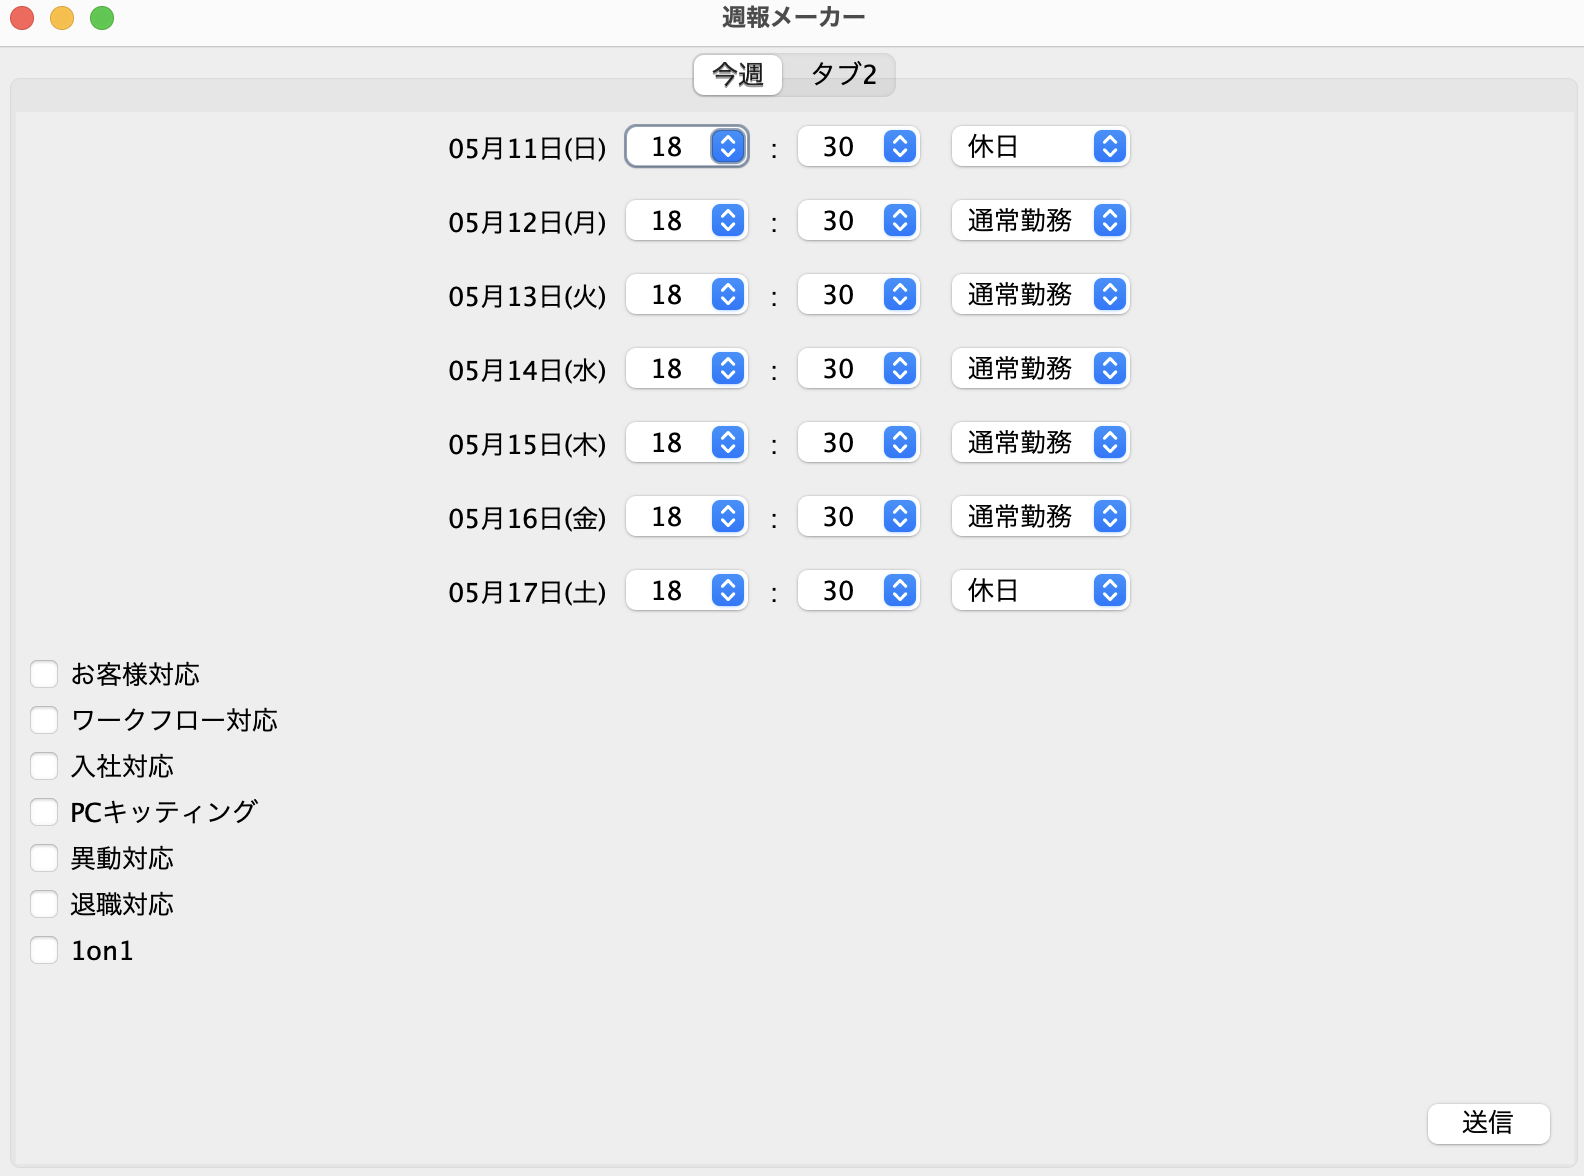 週報メーカー
今週 タブ2
05月11日(日) 18 : 30 休日
05月12日(月) 18 : 30 通常勤務
05月13日(火) 18 : 30 通常勤務
05月14日(水) 18 : 30 通常勤務
05月15日(木) 18 : 30 通常勤務
05月16日(金) 18 : 30 通常勤務
05月17日(土) 18 : 30 休日
お客様対応
ワークフロー対応
入社対応
PCキッティング
異動対応
退職対応
1on1
送信